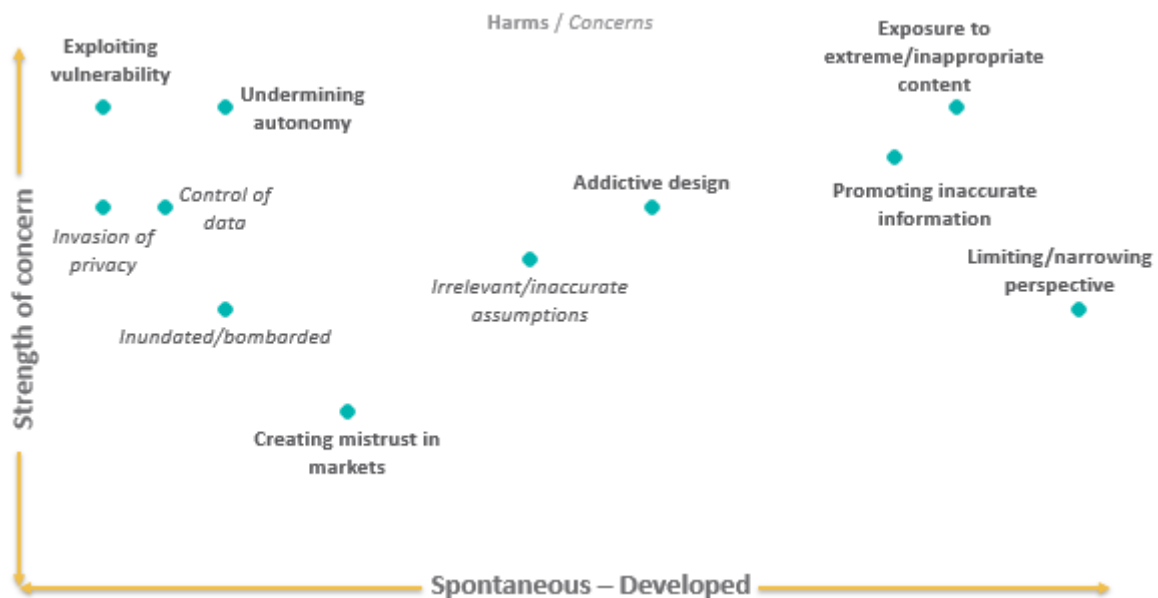 Harms / Concerns
Exploiting
vulnerability
Undermining
autonomy
Exposure to
extreme/inappropriate
content
Control of
data
Invasion of
privacy
Addictive design
Promoting inaccurate
information
Irrelevant/inaccurate
assumptions
Limiting/narrowing
perspective
Inundated/bombarded
Creating mistrust in
markets
Strength of concern
Spontaneous – Developed